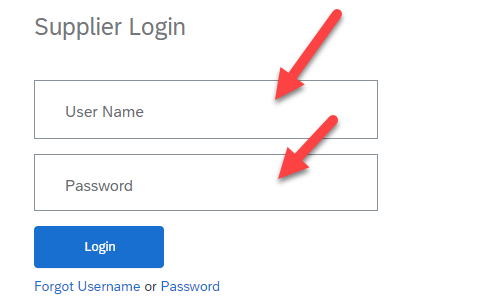 Supplier Login
User Name
Password
Login
Forgot Username or Password